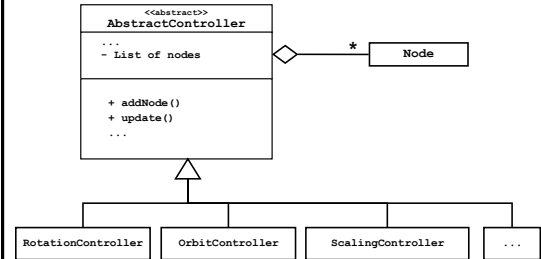 <<abstract>>
AbstractController
...
- List of nodes
*
Node
+ addNode()
+ update()
...
RotationController
OrbitController
ScalingController
...